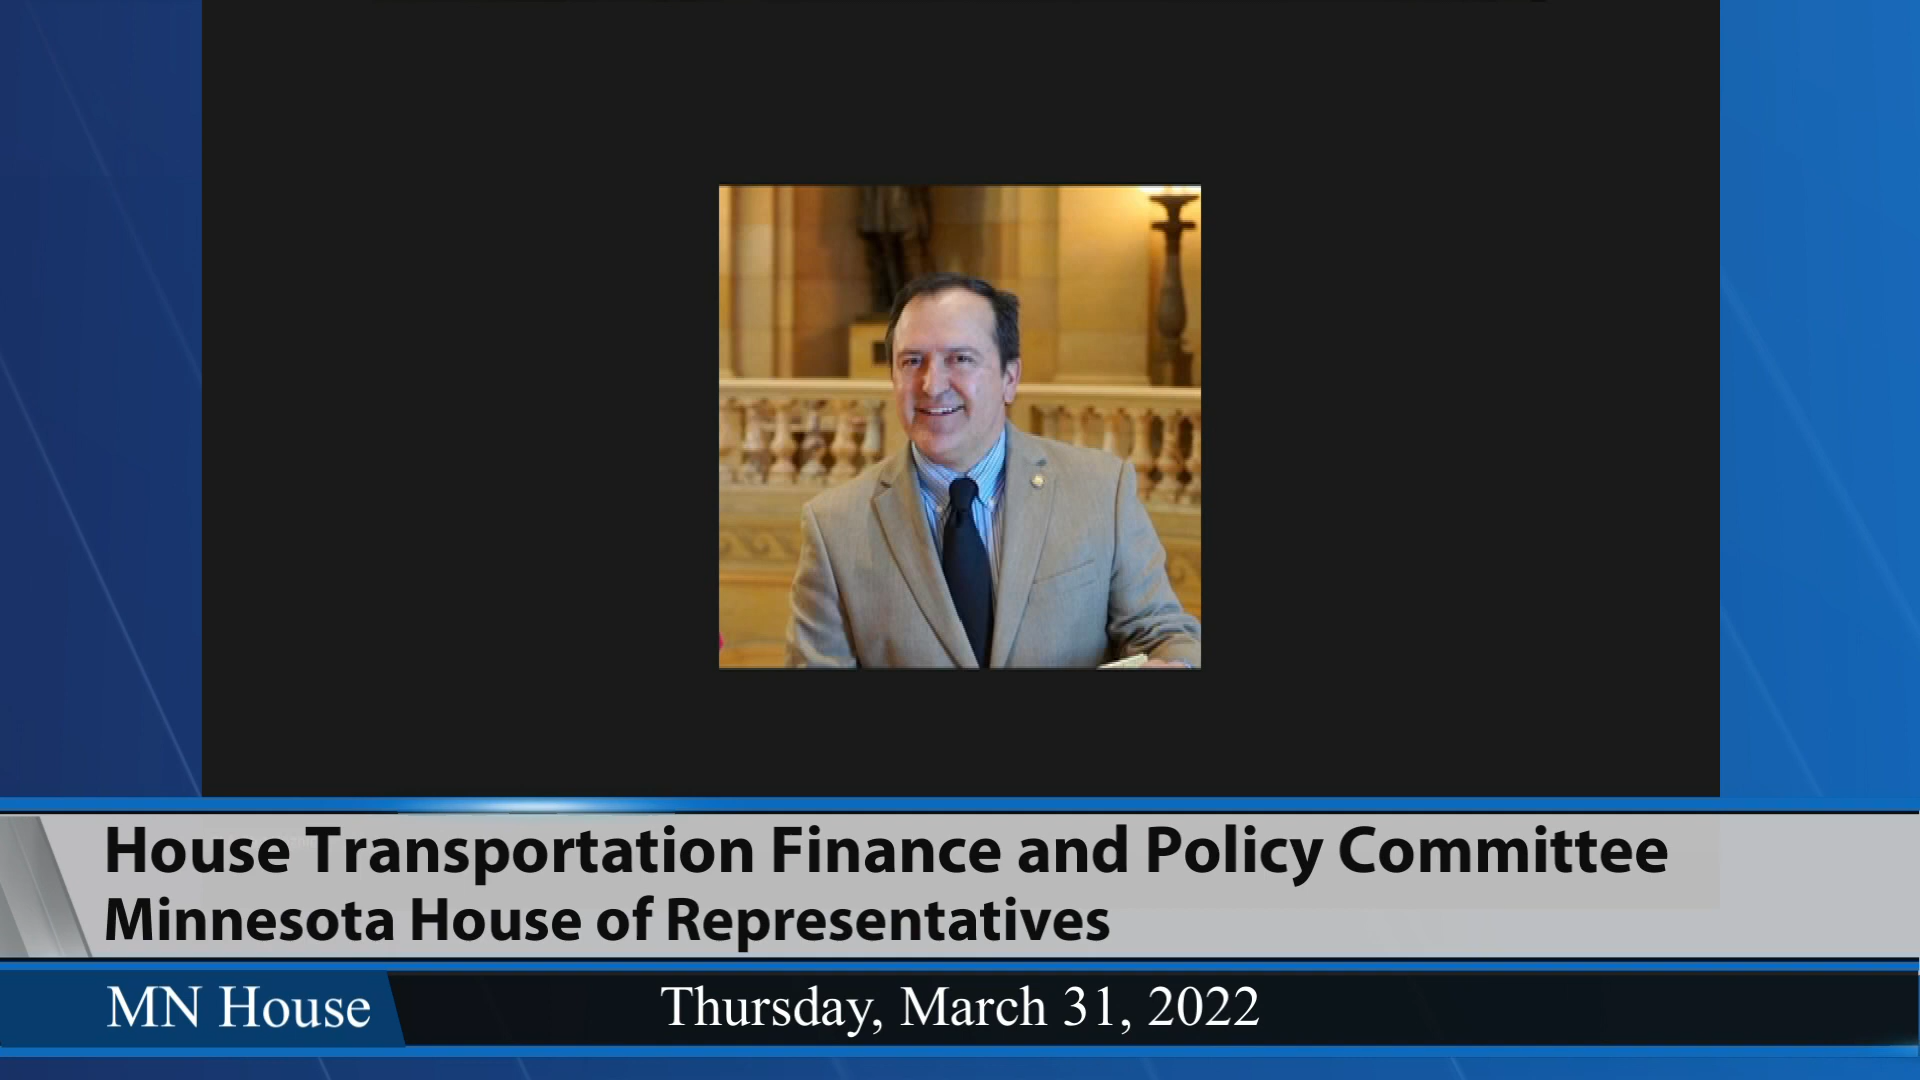 House Transportation Finance and Policy Committee
Minnesota House of Representatives
MN House
Thursday, March 31, 2022